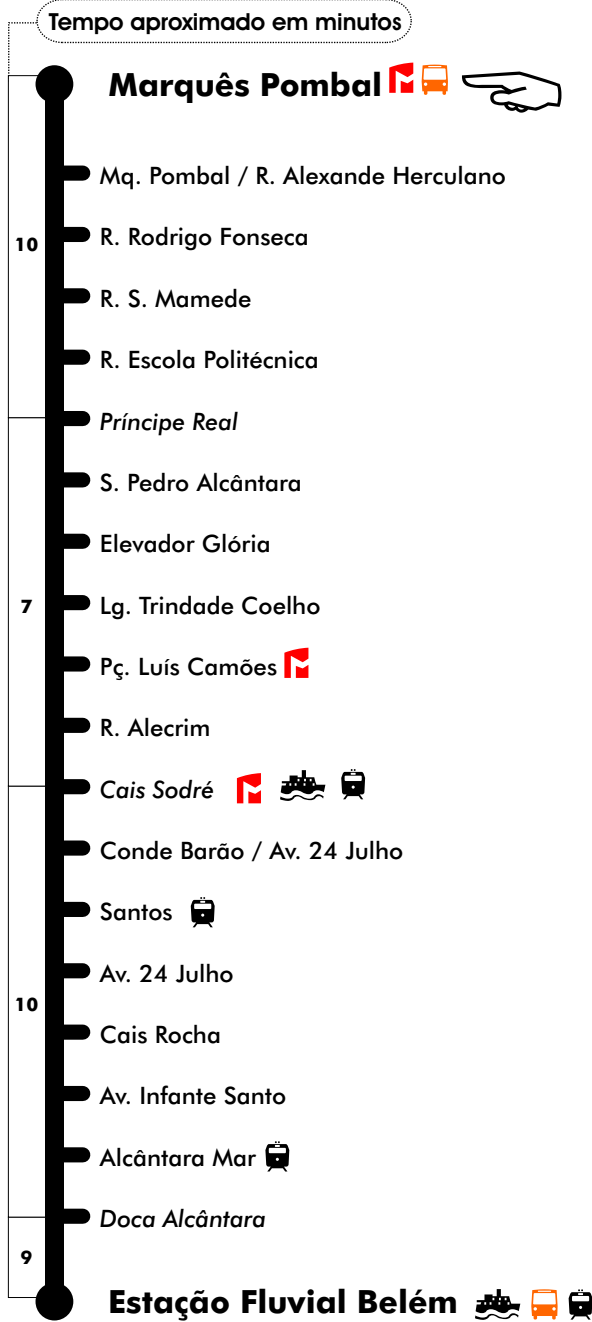 Tempo aproximado em minutos
Marquês Pombal
Mq. Pombal / R. Alexande Herculano
10
R. Rodrigo Fonseca
R. S. Mamede
R. Escola Politécnica
Príncipe Real
S. Pedro Alcântara
Elevador Glória
7
Lg. Trindade Coelho
Pç. Luís Camões
R. Alecrim
Cais Sodré
Conde Barão / Av. 24 Julho
Santos
Av. 24 Julho
10
Cais Rocha
Av. Infante Santo
Alcântara Mar
Doca Alcântara
9
Estação Fluvial Belém